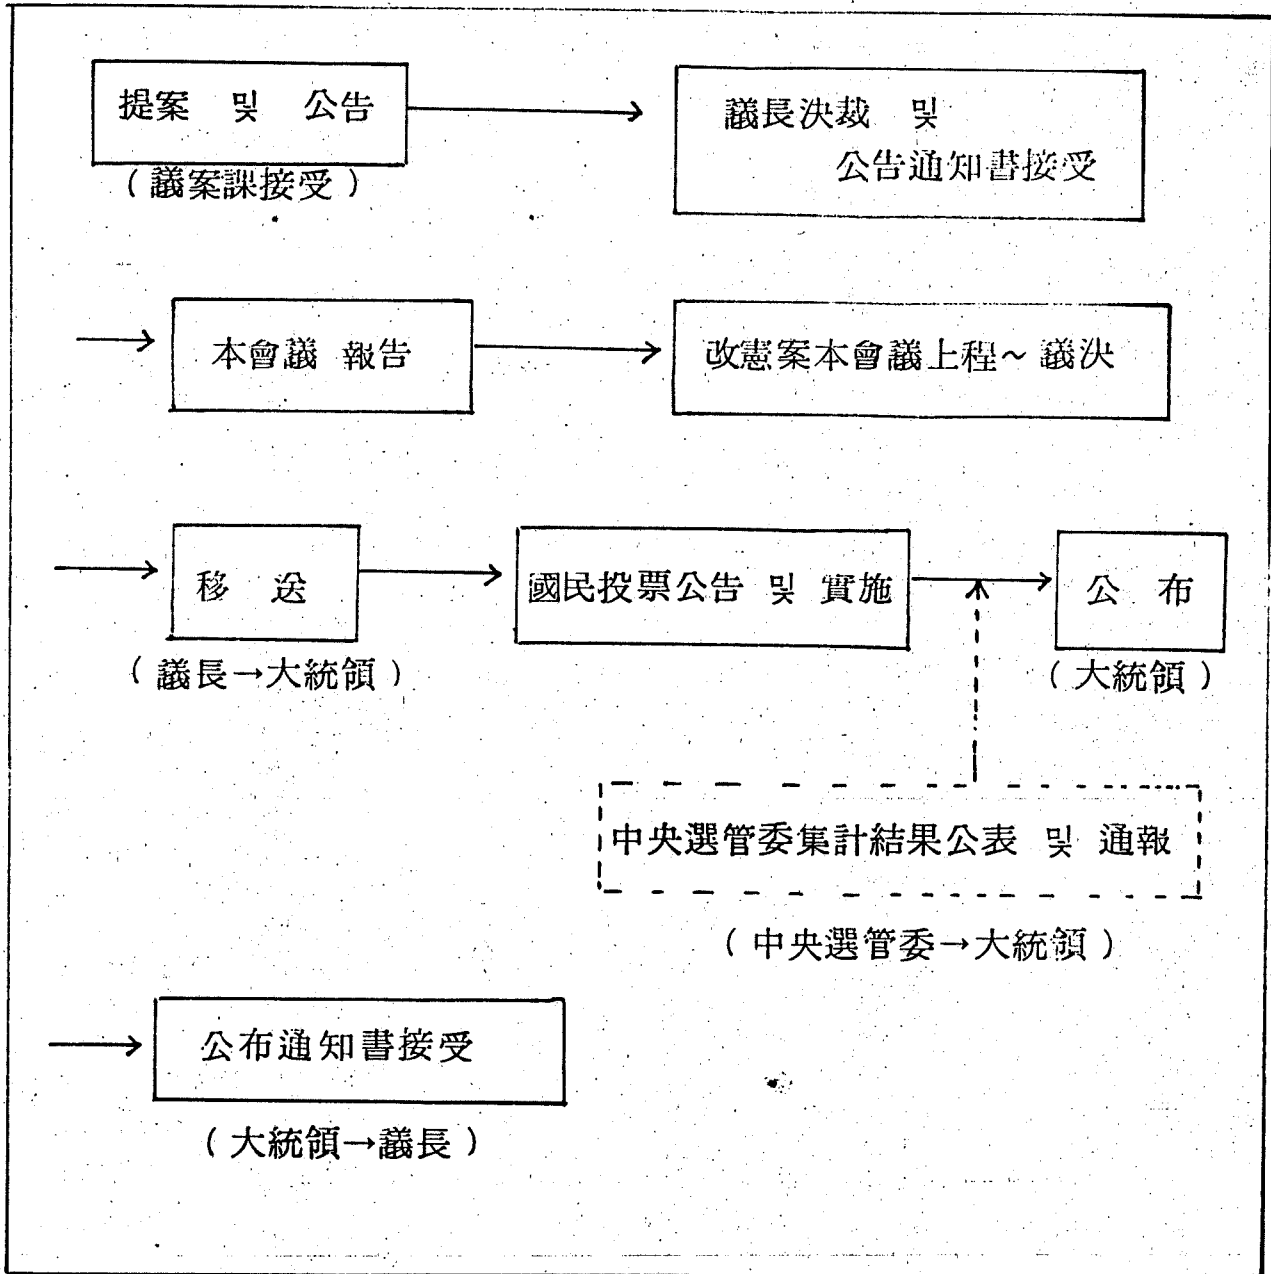 提案 및 公告
(議案課接受)
議長決裁 및
公告通知書接受
本會議 報告
改憲案本會議上程~議決
移 送
(議長→大統領)
國民投票公告 및 實施
公 布
(大統領)
中央選管委集計結果公表 및 通報
(中央選管委→大統領)
公布通知書接受
(大統領→議長)